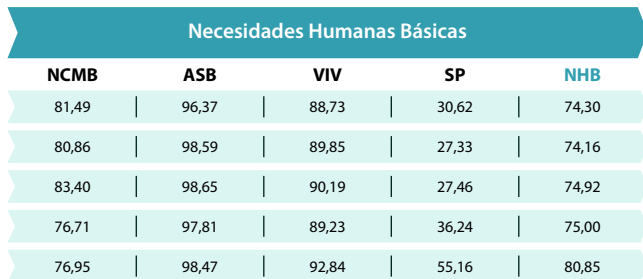 Necesidades Humanas Básicas
NCMB ASB VIV SP NHB
81,49 | 96,37 | 88,73 | 30,62 | 74,30
80,86 | 98,59 | 89,85 | 27,33 | 74,16
83,40 | 98,65 | 90,19 | 27,46 | 74,92
76,71 | 97,81 | 89,23 | 36,24 | 75,00
76,95 | 98,47 | 92,84 | 55,16 | 80,85